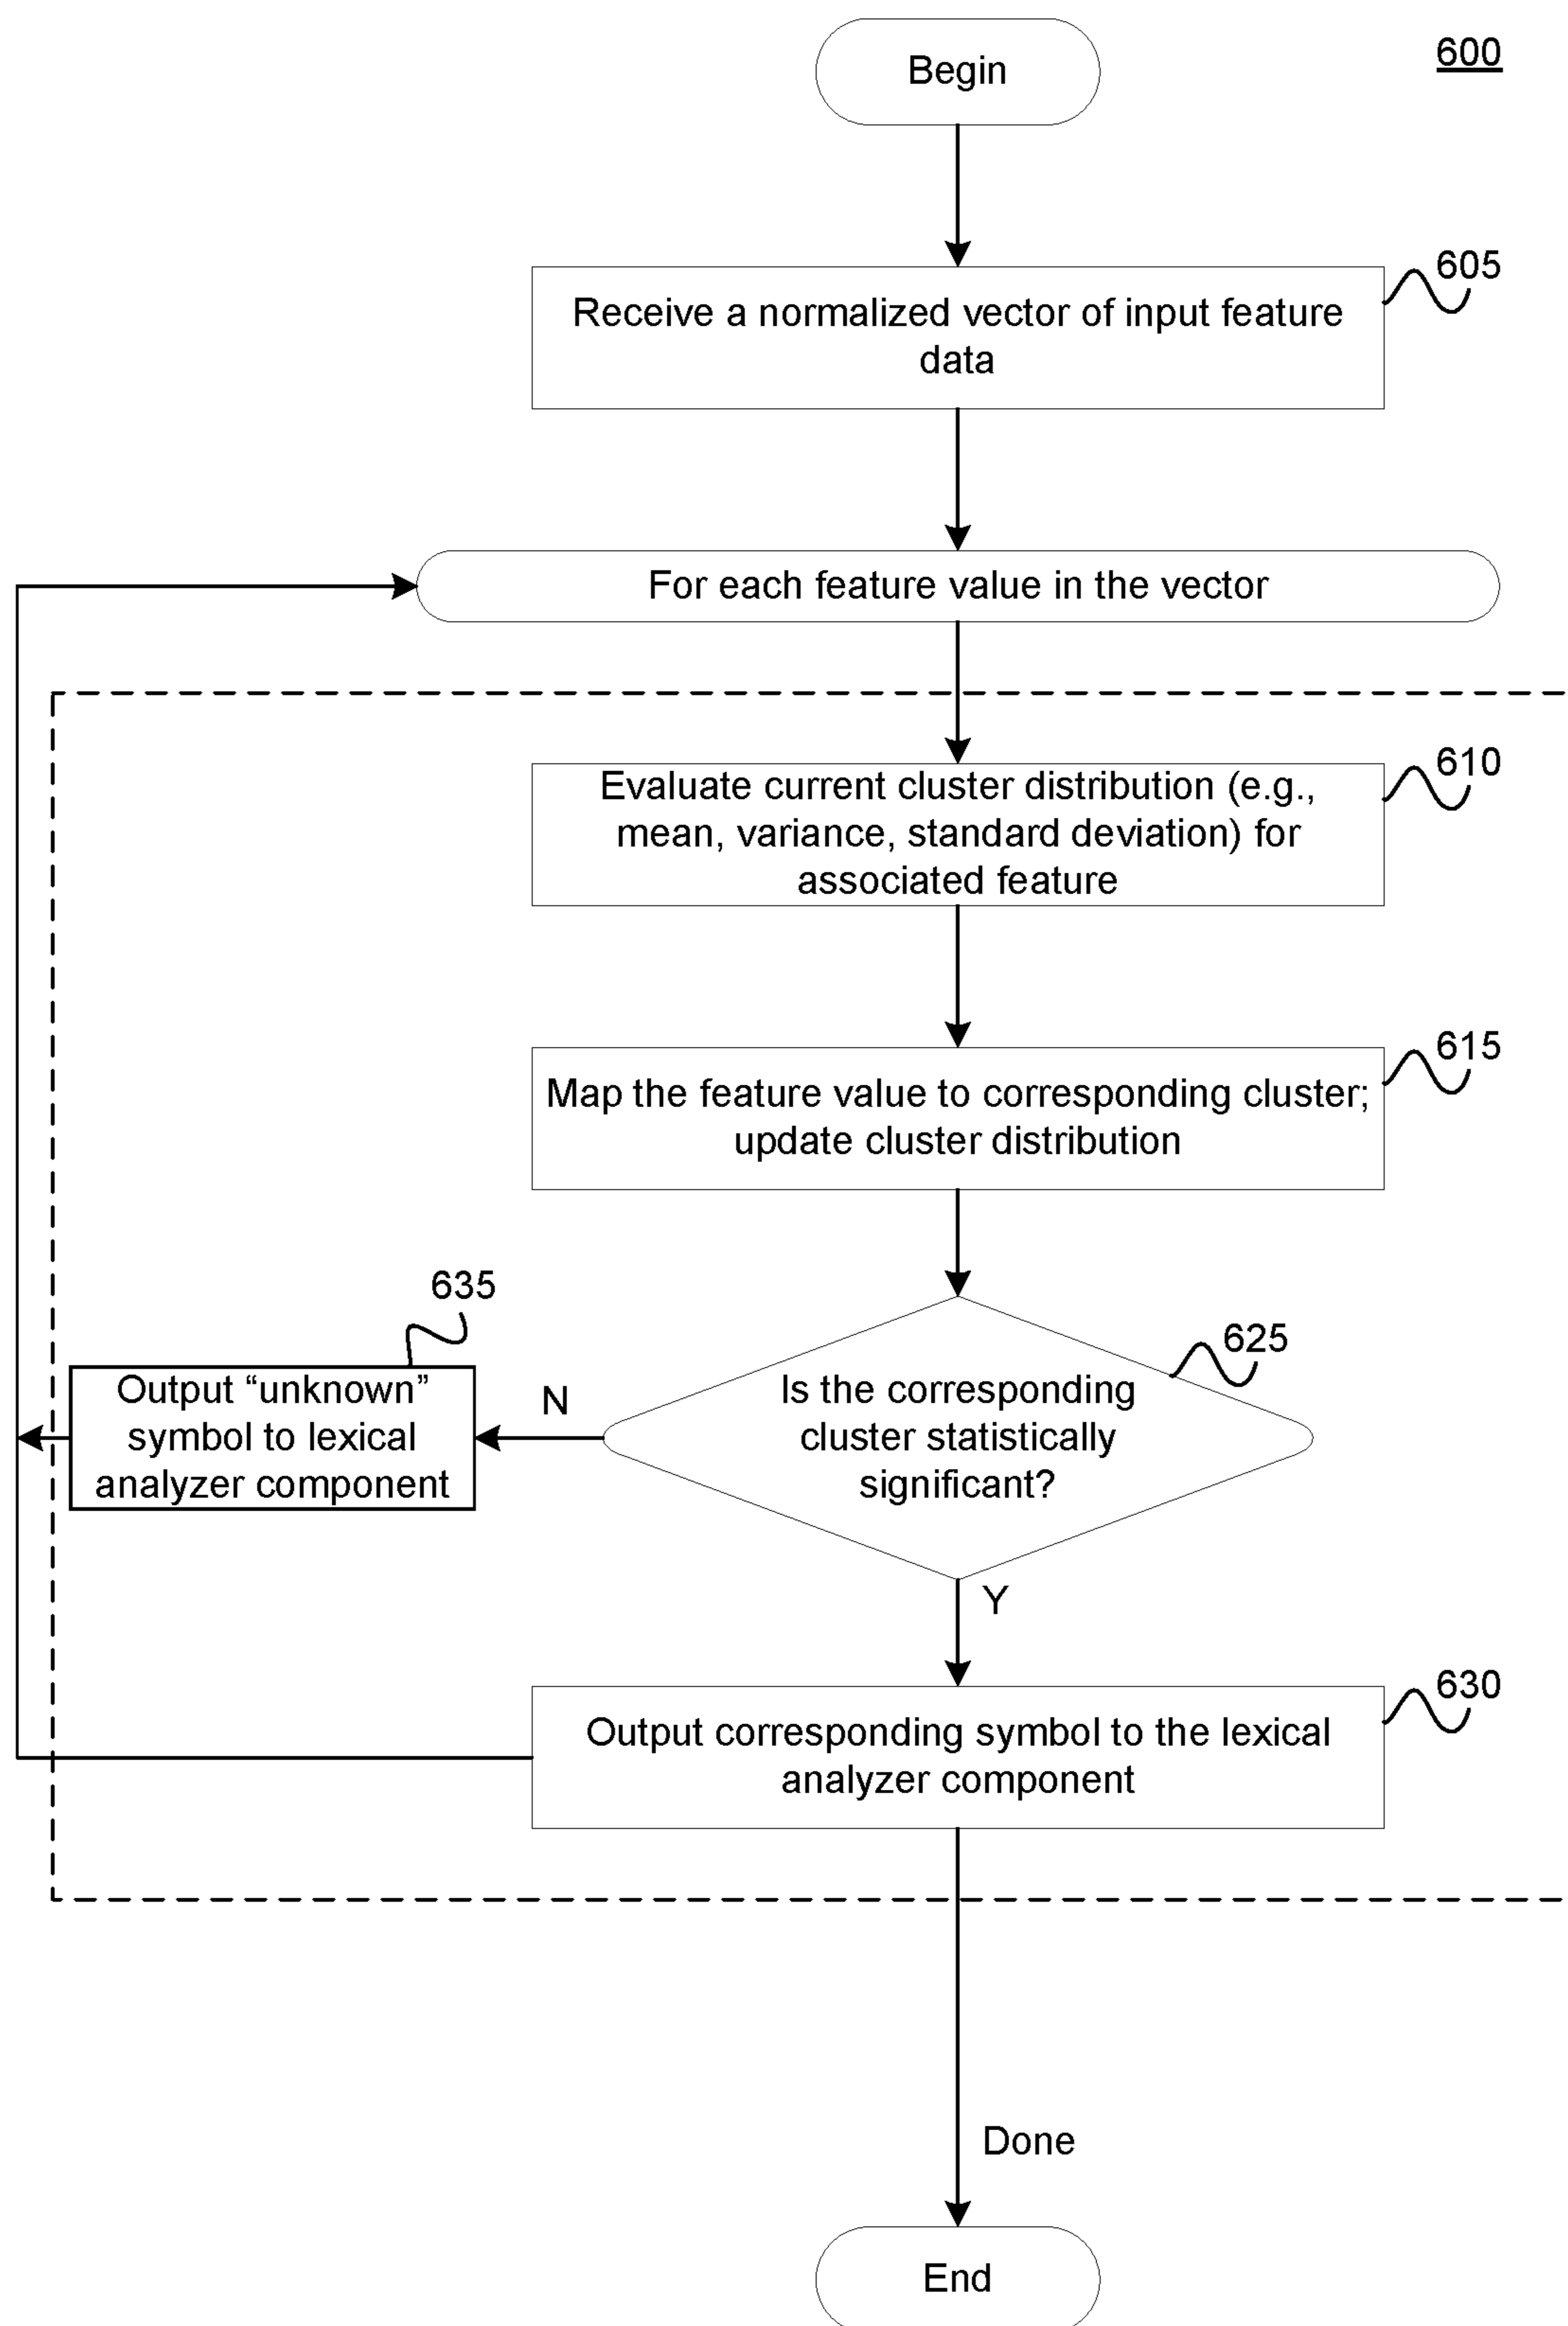 Begin
600
605
Receive a normalized vector of input feature
data
For each feature value in the vector
610
Evaluate current cluster distribution (e.g.,
mean, variance, standard deviation) for
associated feature
615
Map the feature value to corresponding cluster;
update cluster distribution
635
625
Output “unknown”
symbol to lexical
analyzer component
N
Is the corresponding
cluster statistically
significant?
Y
630
Output corresponding symbol to the lexical
analyzer component
Done
End